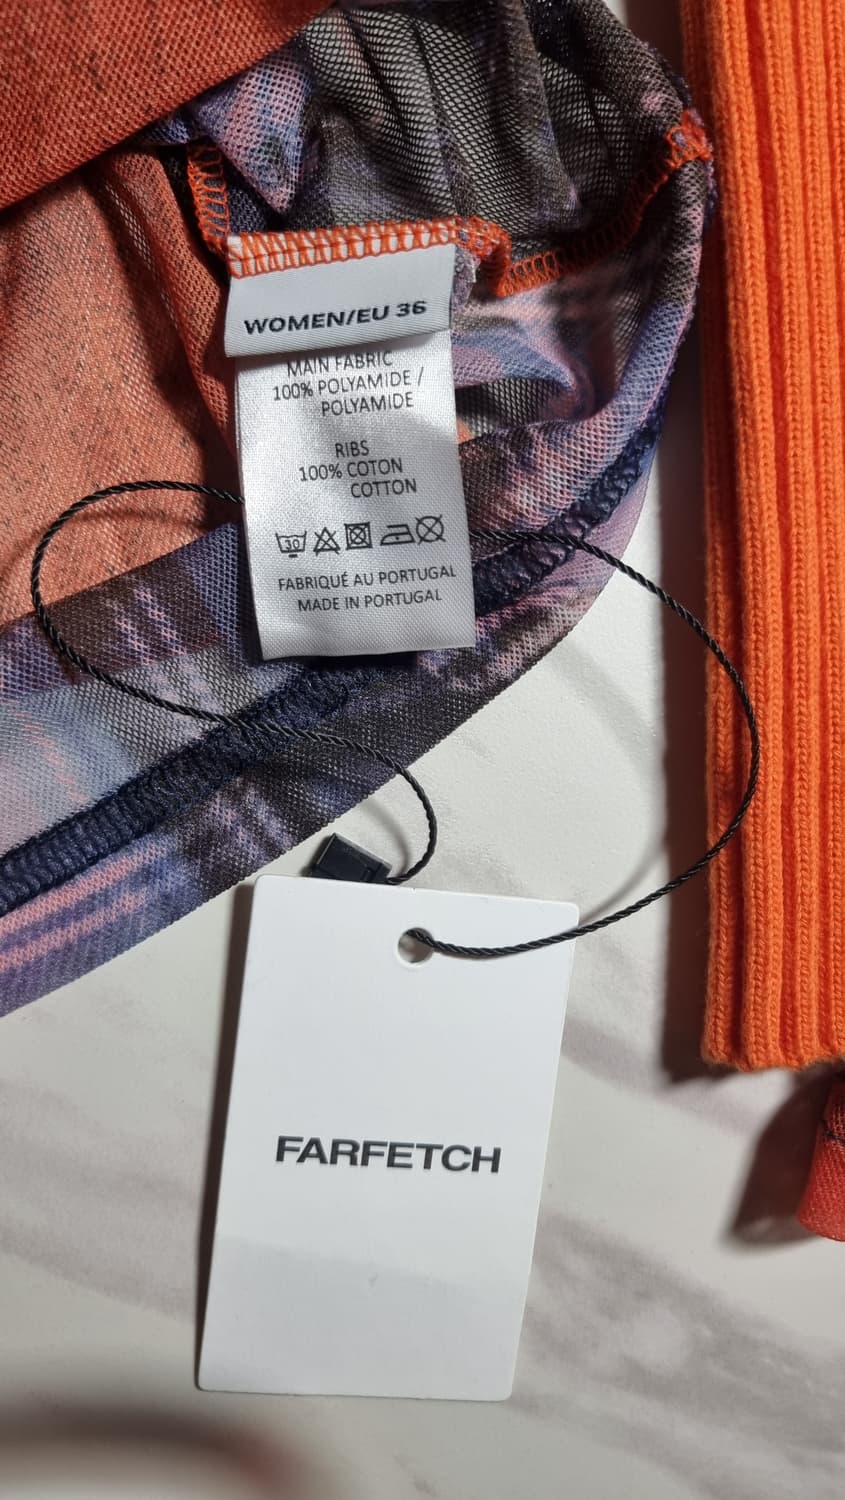 WOMEN/EU 36
MAIN FABRIC
100% POLYAMIDE /
POLYAMIDE
RIBS
100% COTON
COTTON
30
FABRIQUÉ AU PORTUGAL
MADE IN PORTUGAL
FARFETCH